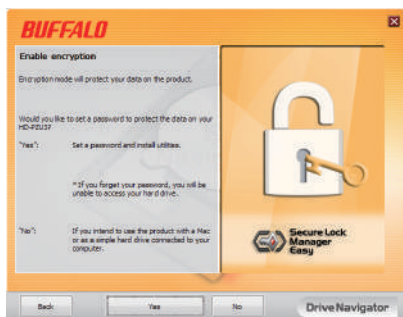 BUFFALO
Enable encryption
Encryption mode will protect your data on the product.
Would you like to set a password to protect the data on your
HD-PZU3?
"Yes": Set a password and install utilities.
*If you forget your password, you will be
unable to access your hard drive.
"No": If you intend to use the product with a Mac
or as a simple hard drive connected to your
computer.
Secure Lock
Manager
Easy
Back
Yes
No
DriveNavigator